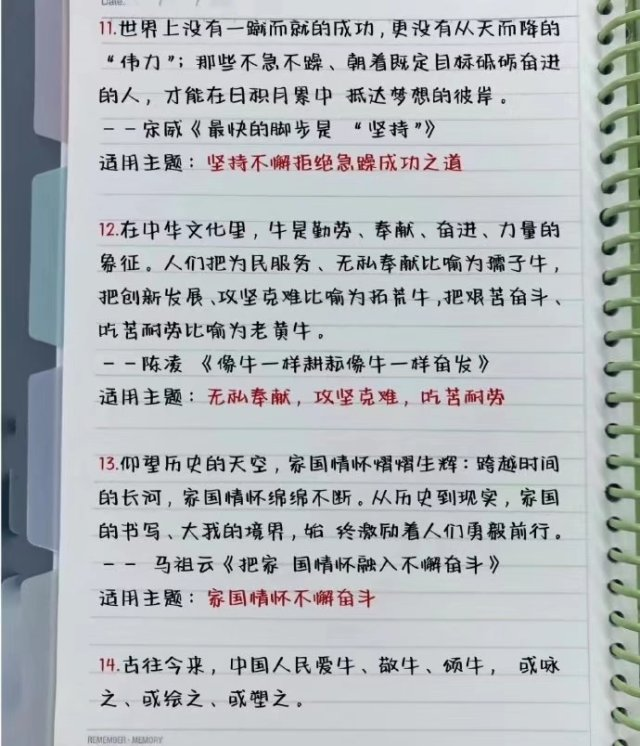 Date:
11.世界上没有一蹴而就的成功,更没有从天而降的
“伟力”；那些不急不躁、朝着既定目标砥砺奋进
的人，才能在日积月累中 抵达梦想的彼岸。
－－宋威《最快的脚步是 “坚持”》
适用主题：坚持不懈拒绝急躁成功之道
12.在中华文化里，牛是勤劳、奉献、奋进、力量的
象征。人们把为民服务、无私奉献比喻为孺子牛，
把创新发展、攻坚克难比喻为拓荒牛,把艰苦奋斗、
吃苦耐劳比喻为老黄牛。
－－陈凌 《像牛一样耕耘像牛一样奋发》
适用主题：无私奉献，攻坚克难，吃苦耐劳
13.仰望历史的天空，家国情怀熠熠生辉：跨越时间
的长河，家国情怀绵绵不断。从历史到现实，家国
的书写、大我的境界，始 终激励着人们勇毅前行。
－－ 马祖云《把家 国情怀融入不懈奋斗》
适用主题：家国情怀不懈奋斗
14.古往今来，中国人民爱牛、敬牛、颂牛， 或咏
之、或绘之、或塑之。
REMEMBER · MEMORY